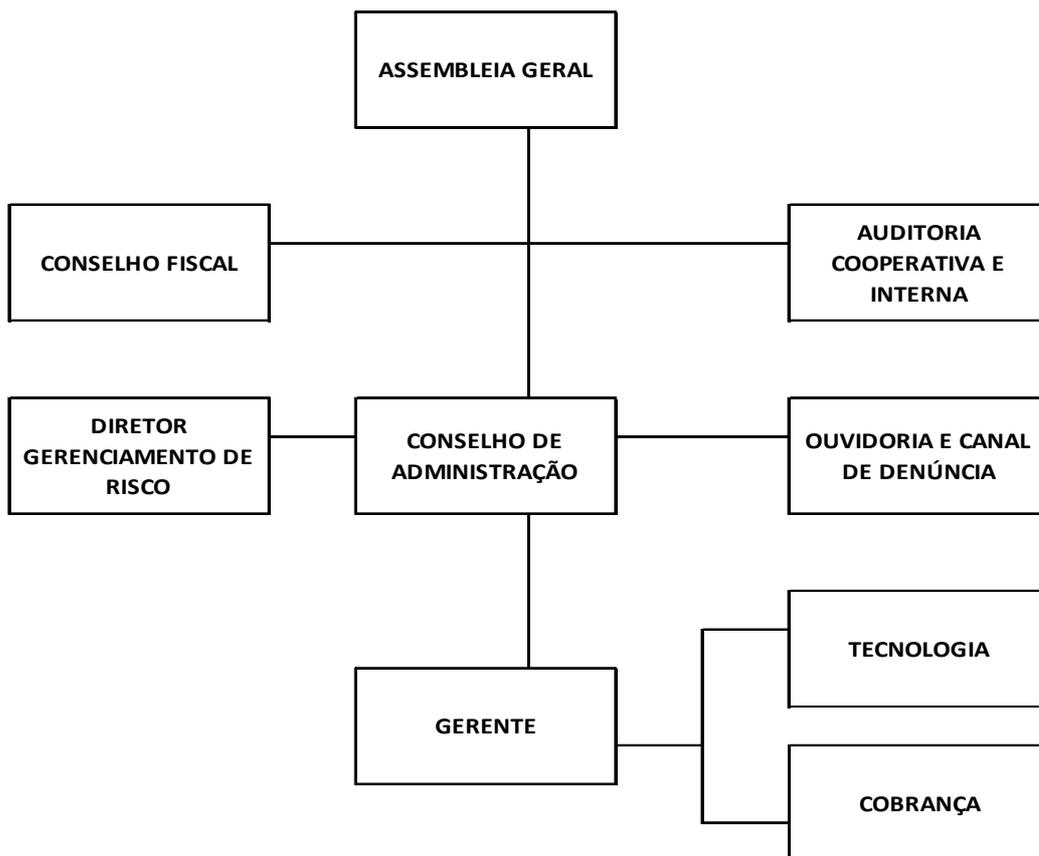 ASSEMBLEIA GERAL
CONSELHO FISCAL
AUDITORIA
COOPERATIVA E
INTERNA
DIRETOR
GERENCIAMENTO DE
RISCO
CONSELHO DE
ADMINISTRAÇÃO
OUVIDORIA E CANAL
DE DENÚNCIA
TECNOLOGIA
GERENTE
COBRANÇA